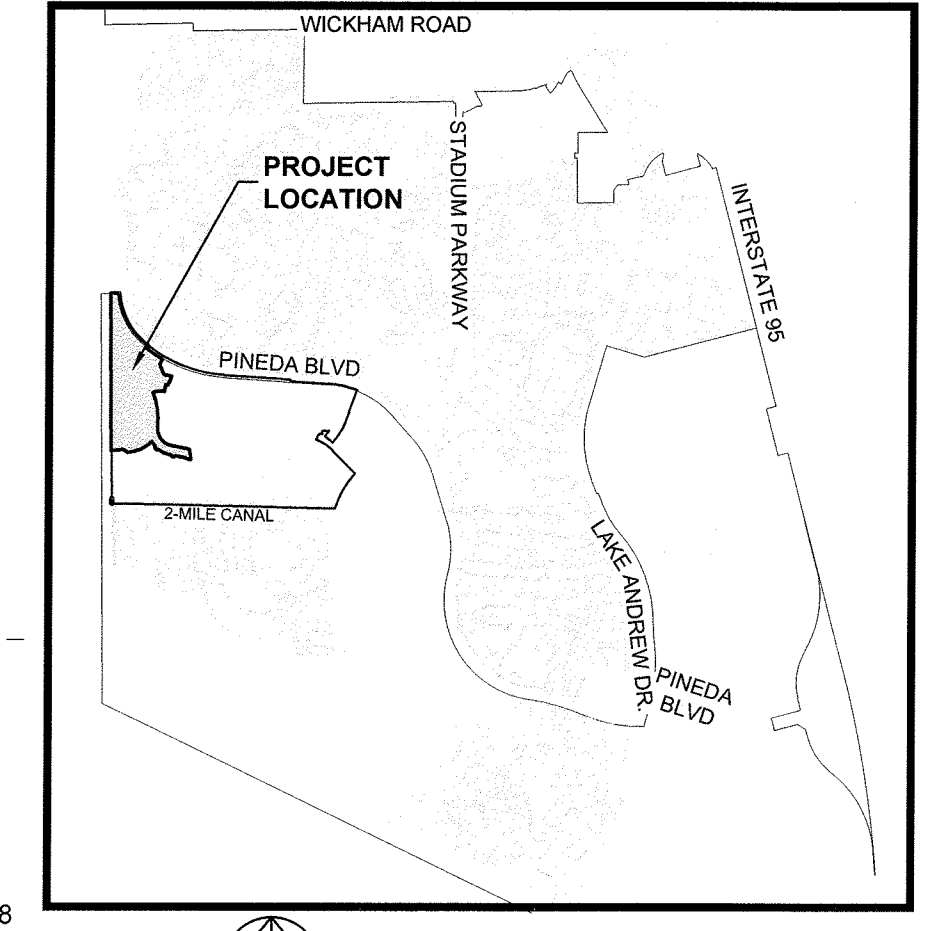 WICKHAM ROAD
PROJECT
LOCATION
STADIUM PARKWAY
INTERSTATE 95
PINEDA BLVD
2-MILE CANAL
LAKE ANDREW DR.
PINEDA
BLVD
8